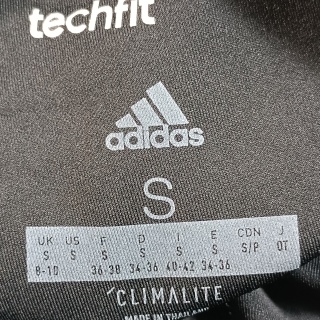 techfit
adidas
S
UK US F D I E CDN J
S S S S S S S/P OT
8-10 36-38 34-36 40-42 34-36
CLIMALITE
MADE IN THAILAND